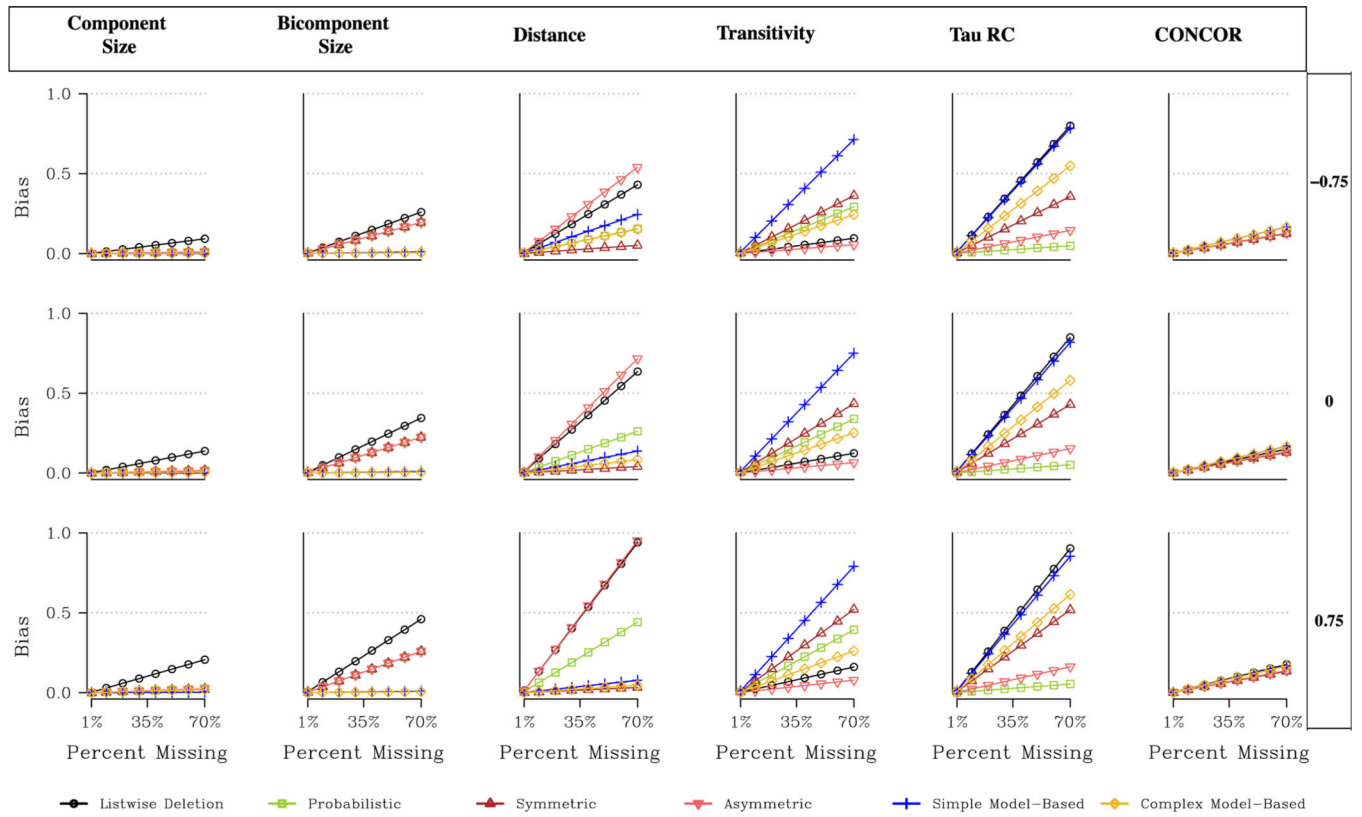 Component Size
Bicomponent Size
Distance
Transitivity
Tau RC
CONCOR
1.0
0.5
0.0
Bias
−0.75
1.0
0.5
0.0
Bias
0
1.0
0.5
0.0
Bias
0.75
1% 35% 70%
1% 35% 70%
1% 35% 70%
1% 35% 70%
1% 35% 70%
1% 35% 70%
Percent Missing
Percent Missing
Percent Missing
Percent Missing
Percent Missing
Percent Missing
Listwise Deletion
Probabilistic
Symmetric
Asymmetric
Simple Model−Based
Complex Model−Based